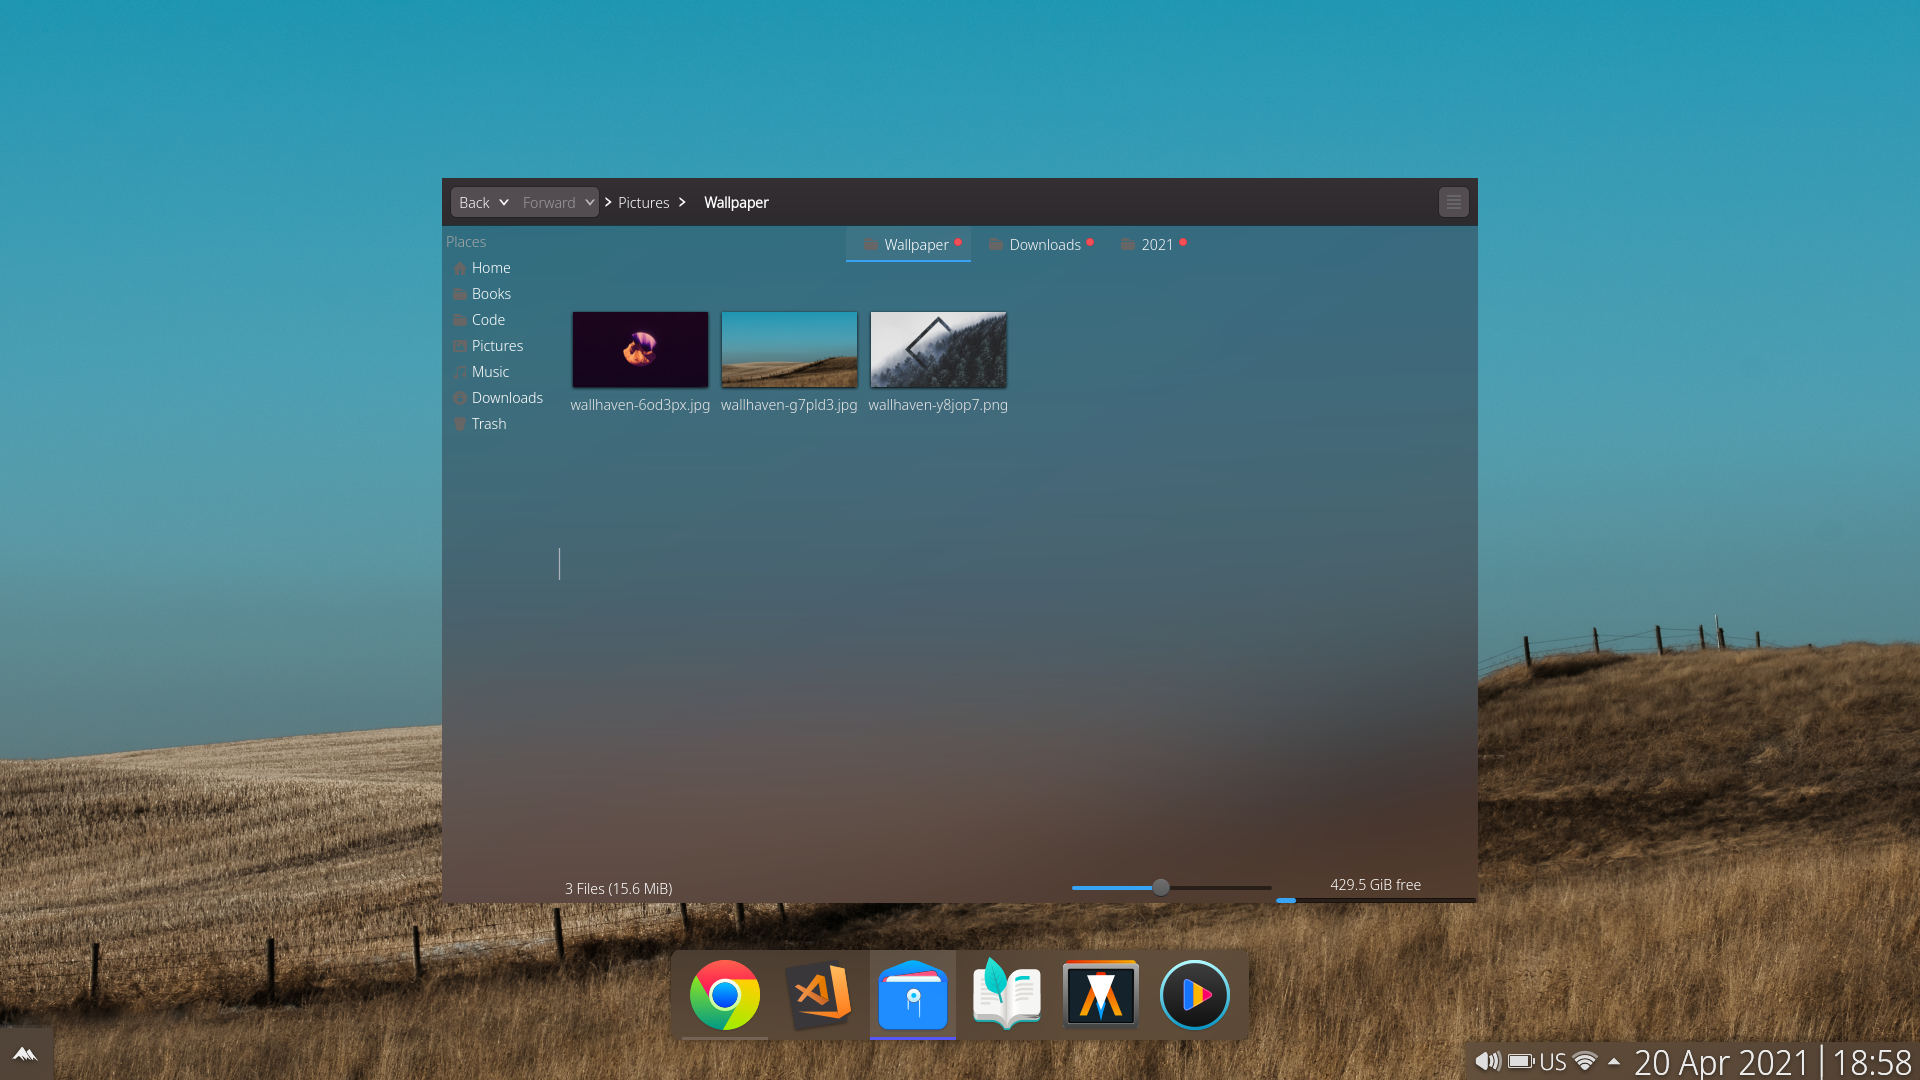 Back Forward Pictures Wallpaper
Places
Wallpaper Downloads 2021
Home
Books
Code
Pictures
Music
Downloads
Trash
wallhaven-6od3px.jpg wallhaven-g7pld3.jpg wallhaven-y8jop7.png
3 Files (15.6 MiB) 429.5 GiB free
US 20 Apr 2021|18:58